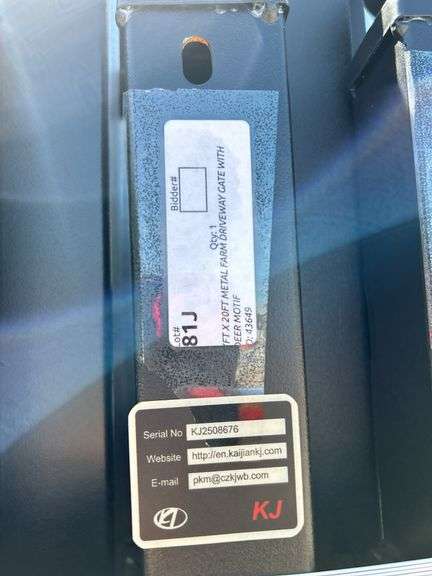 Lot#
81J
Bidder#
Qty: 1
FT X 20FT METAL FARM DRIVEWAY GATE WITH
DEER MOTIF
D: 43649
Serial No KJ2508676
Website http://en.kaijiankj.com
E-mail pkm@czkjwb.com
KJ